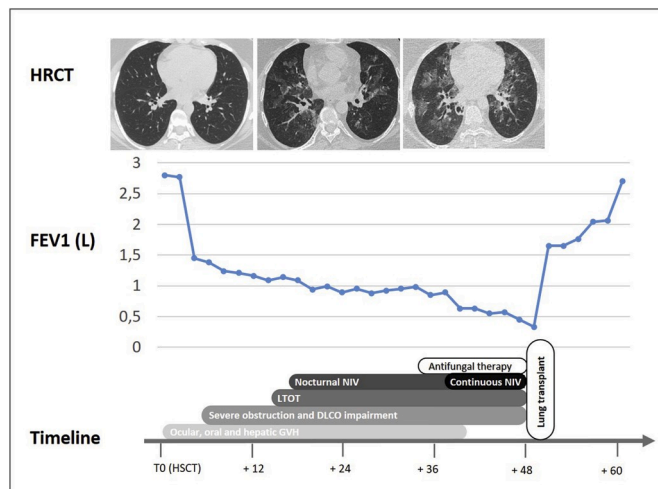 HRCT
3
2,5
2
1,5
1
0,5
0
FEV1 (L)
Antifungal therapy
Nocturnal NIV
Continuous NIV
LTOT
Severe obstruction and DLCO impairment
Ocular, oral and hepatic GVH
Lung transplant
Timeline
T0 (HSCT)
+ 12
+ 24
+ 36
+ 48
+ 60